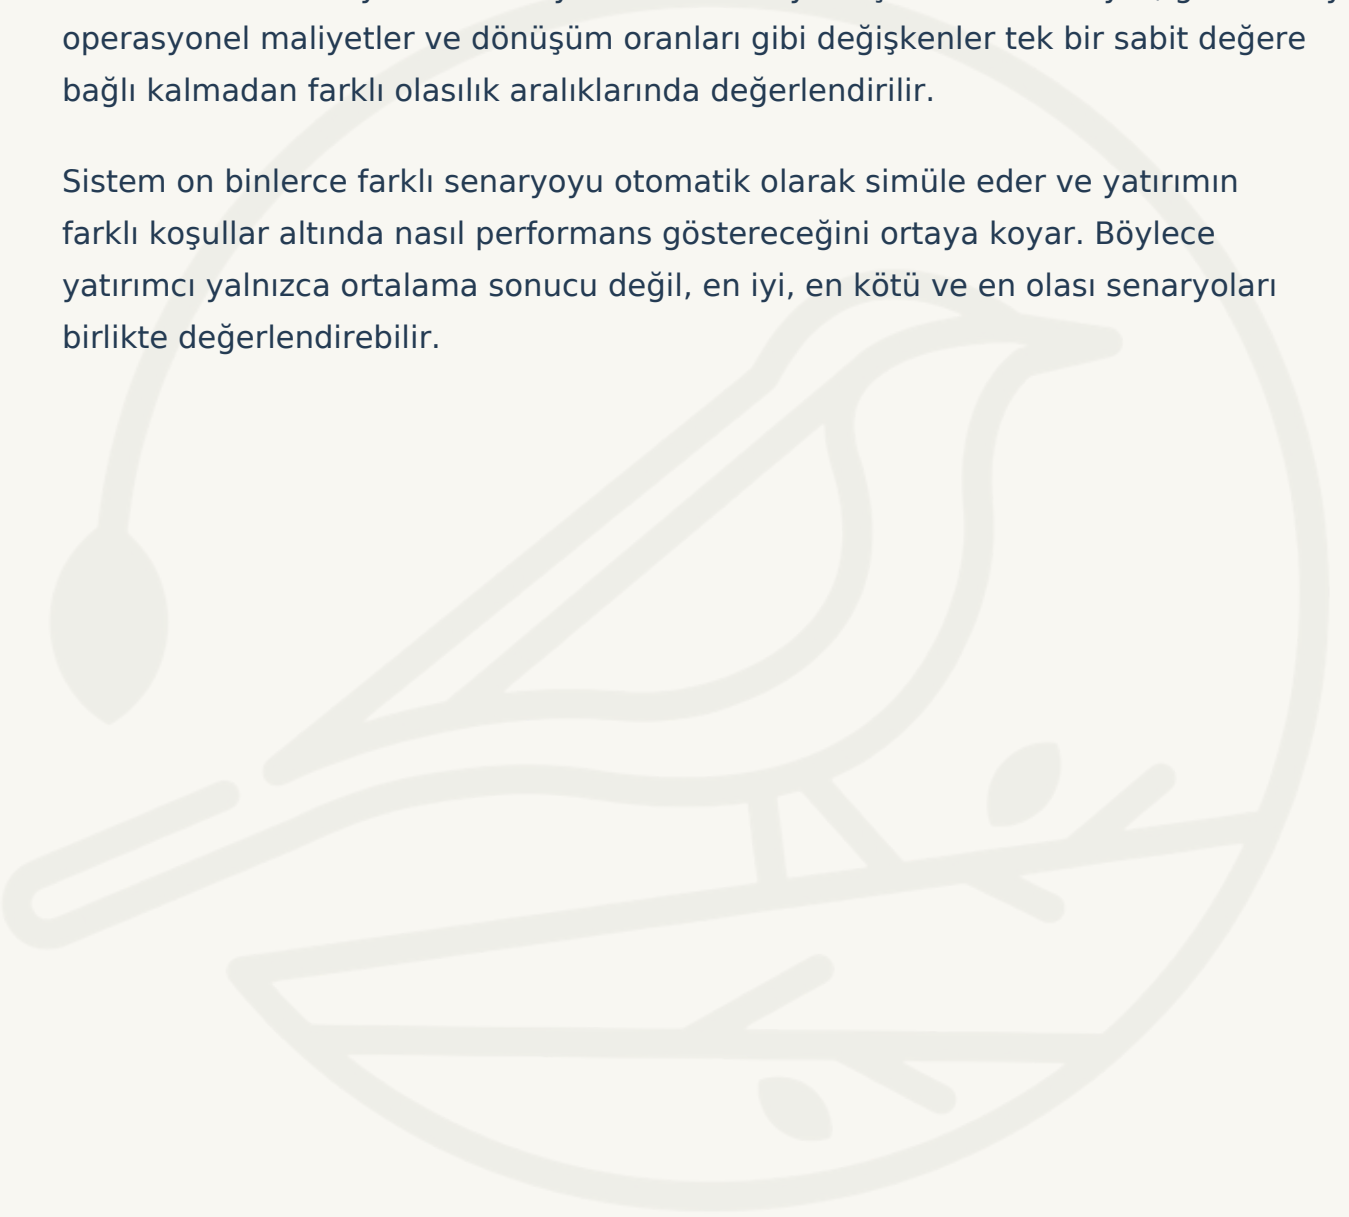 operasyonel maliyetler ve dönüşüm oranları gibi değişkenler tek bir sabit değere
bağlı kalmadan farklı olasılık aralıklarında değerlendirilir.
Sistem on binlerce farklı senaryoyu otomatik olarak simüle eder ve yatırımın
farklı koşullar altında nasıl performans göstereceğini ortaya koyar. Böylece
yatırımcı yalnızca ortalama sonucu değil, en iyi, en kötü ve en olası senaryoları
birlikte değerlendirebilir.